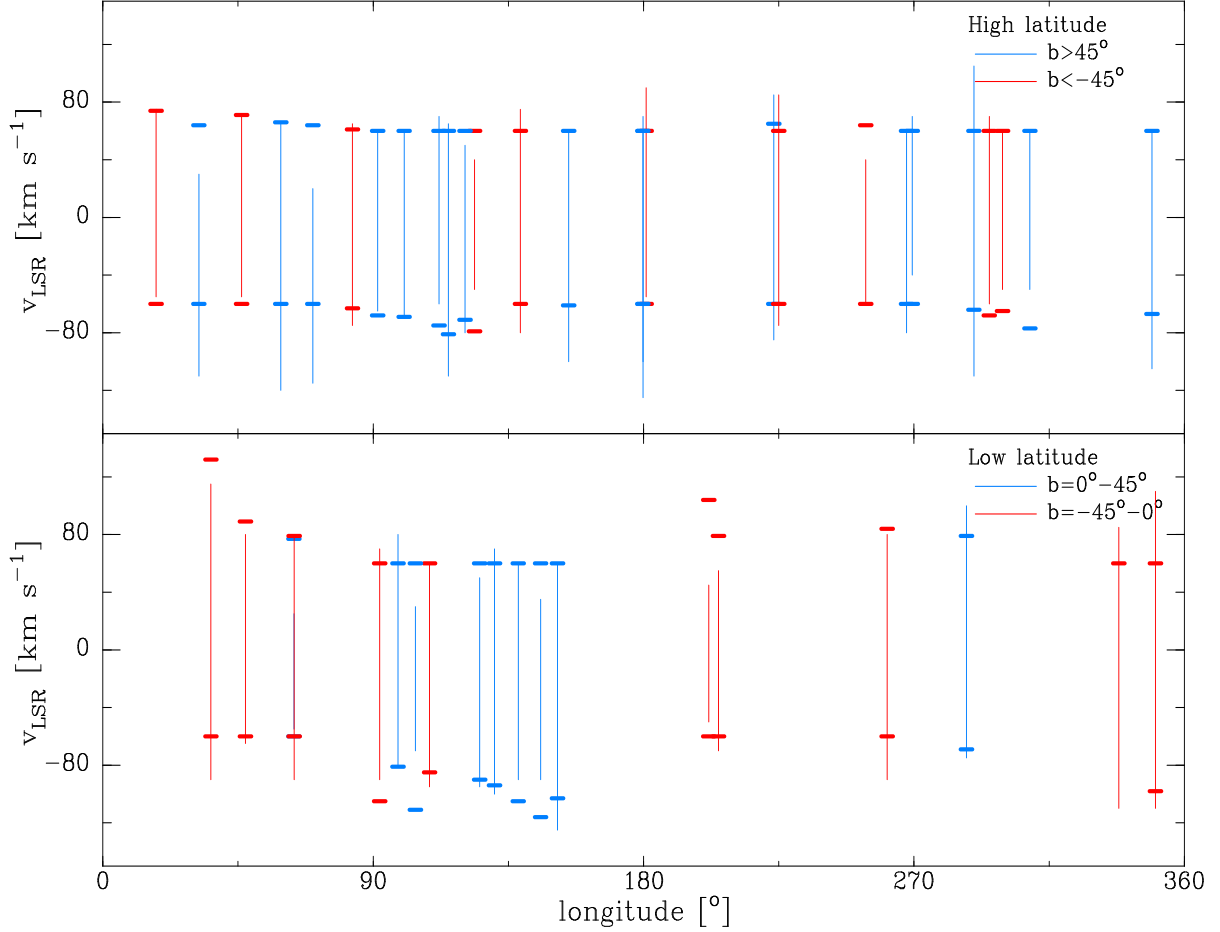 High latitude
b>45°
b<−45°
80
0
−80
v_LSR [km s⁻¹]
Low latitude
b=0°−45°
b=−45°−0°
80
0
−80
v_LSR [km s⁻¹]
0 90 180 270 360
longitude [°]